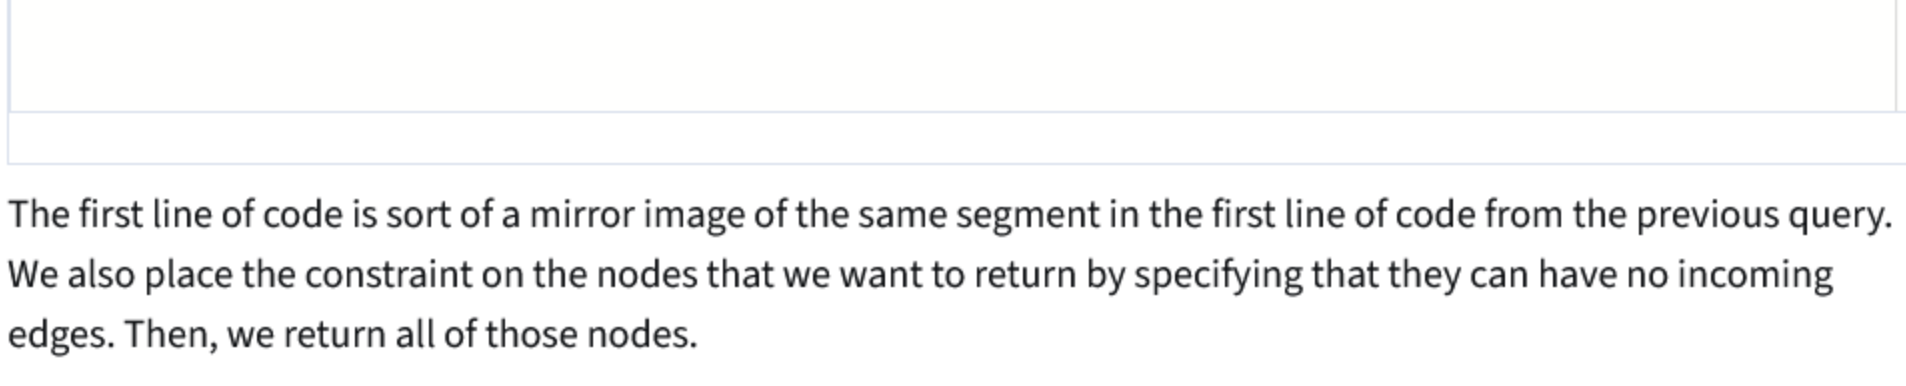 The first line of code is sort of a mirror image of the same segment in the first line of code from the previous query.
We also place the constraint on the nodes that we want to return by specifying that they can have no incoming
edges. Then, we return all of those nodes.